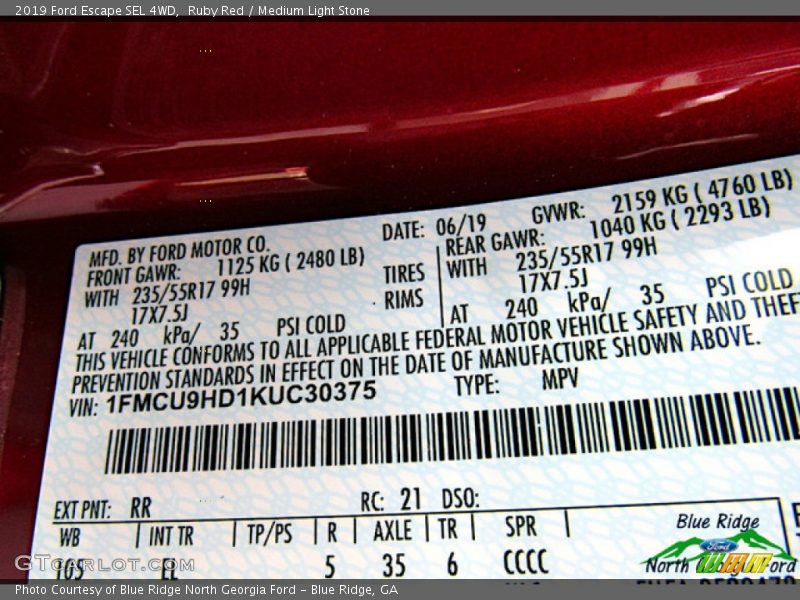 2019 Ford Escape SEL 4WD, Ruby Red / Medium Light Stone
MFD. BY FORD MOTOR CO. DATE: 06/19 GVWR: 2159 KG ( 4760 LB)
FRONT GAWR: 1125 KG ( 2480 LB) REAR GAWR: 1040 KG ( 2293 LB)
WITH 235/55R17 99H TIRES WITH 235/55R17 99H
17X7.5J RIMS 17X7.5J
AT 240 kPa/ 35 PSI COLD AT 240 kPa/ 35 PSI COLD
THIS VEHICLE CONFORMS TO ALL APPLICABLE FEDERAL MOTOR VEHICLE SAFETY AND THEFT
PREVENTION STANDARDS IN EFFECT ON THE DATE OF MANUFACTURE SHOWN ABOVE.
VIN: 1FMCU9HD1KUC30375 TYPE: MPV
EXT PNT: RR RC: 21 DSO:
WB INT TR TP/PS R AXLE TR SPR
105 EL 5 35 6 CCCC
Blue Ridge
Ford
North Ford
GTCarLot.com
Photo Courtesy of Blue Ridge North Georgia Ford – Blue Ridge, GA